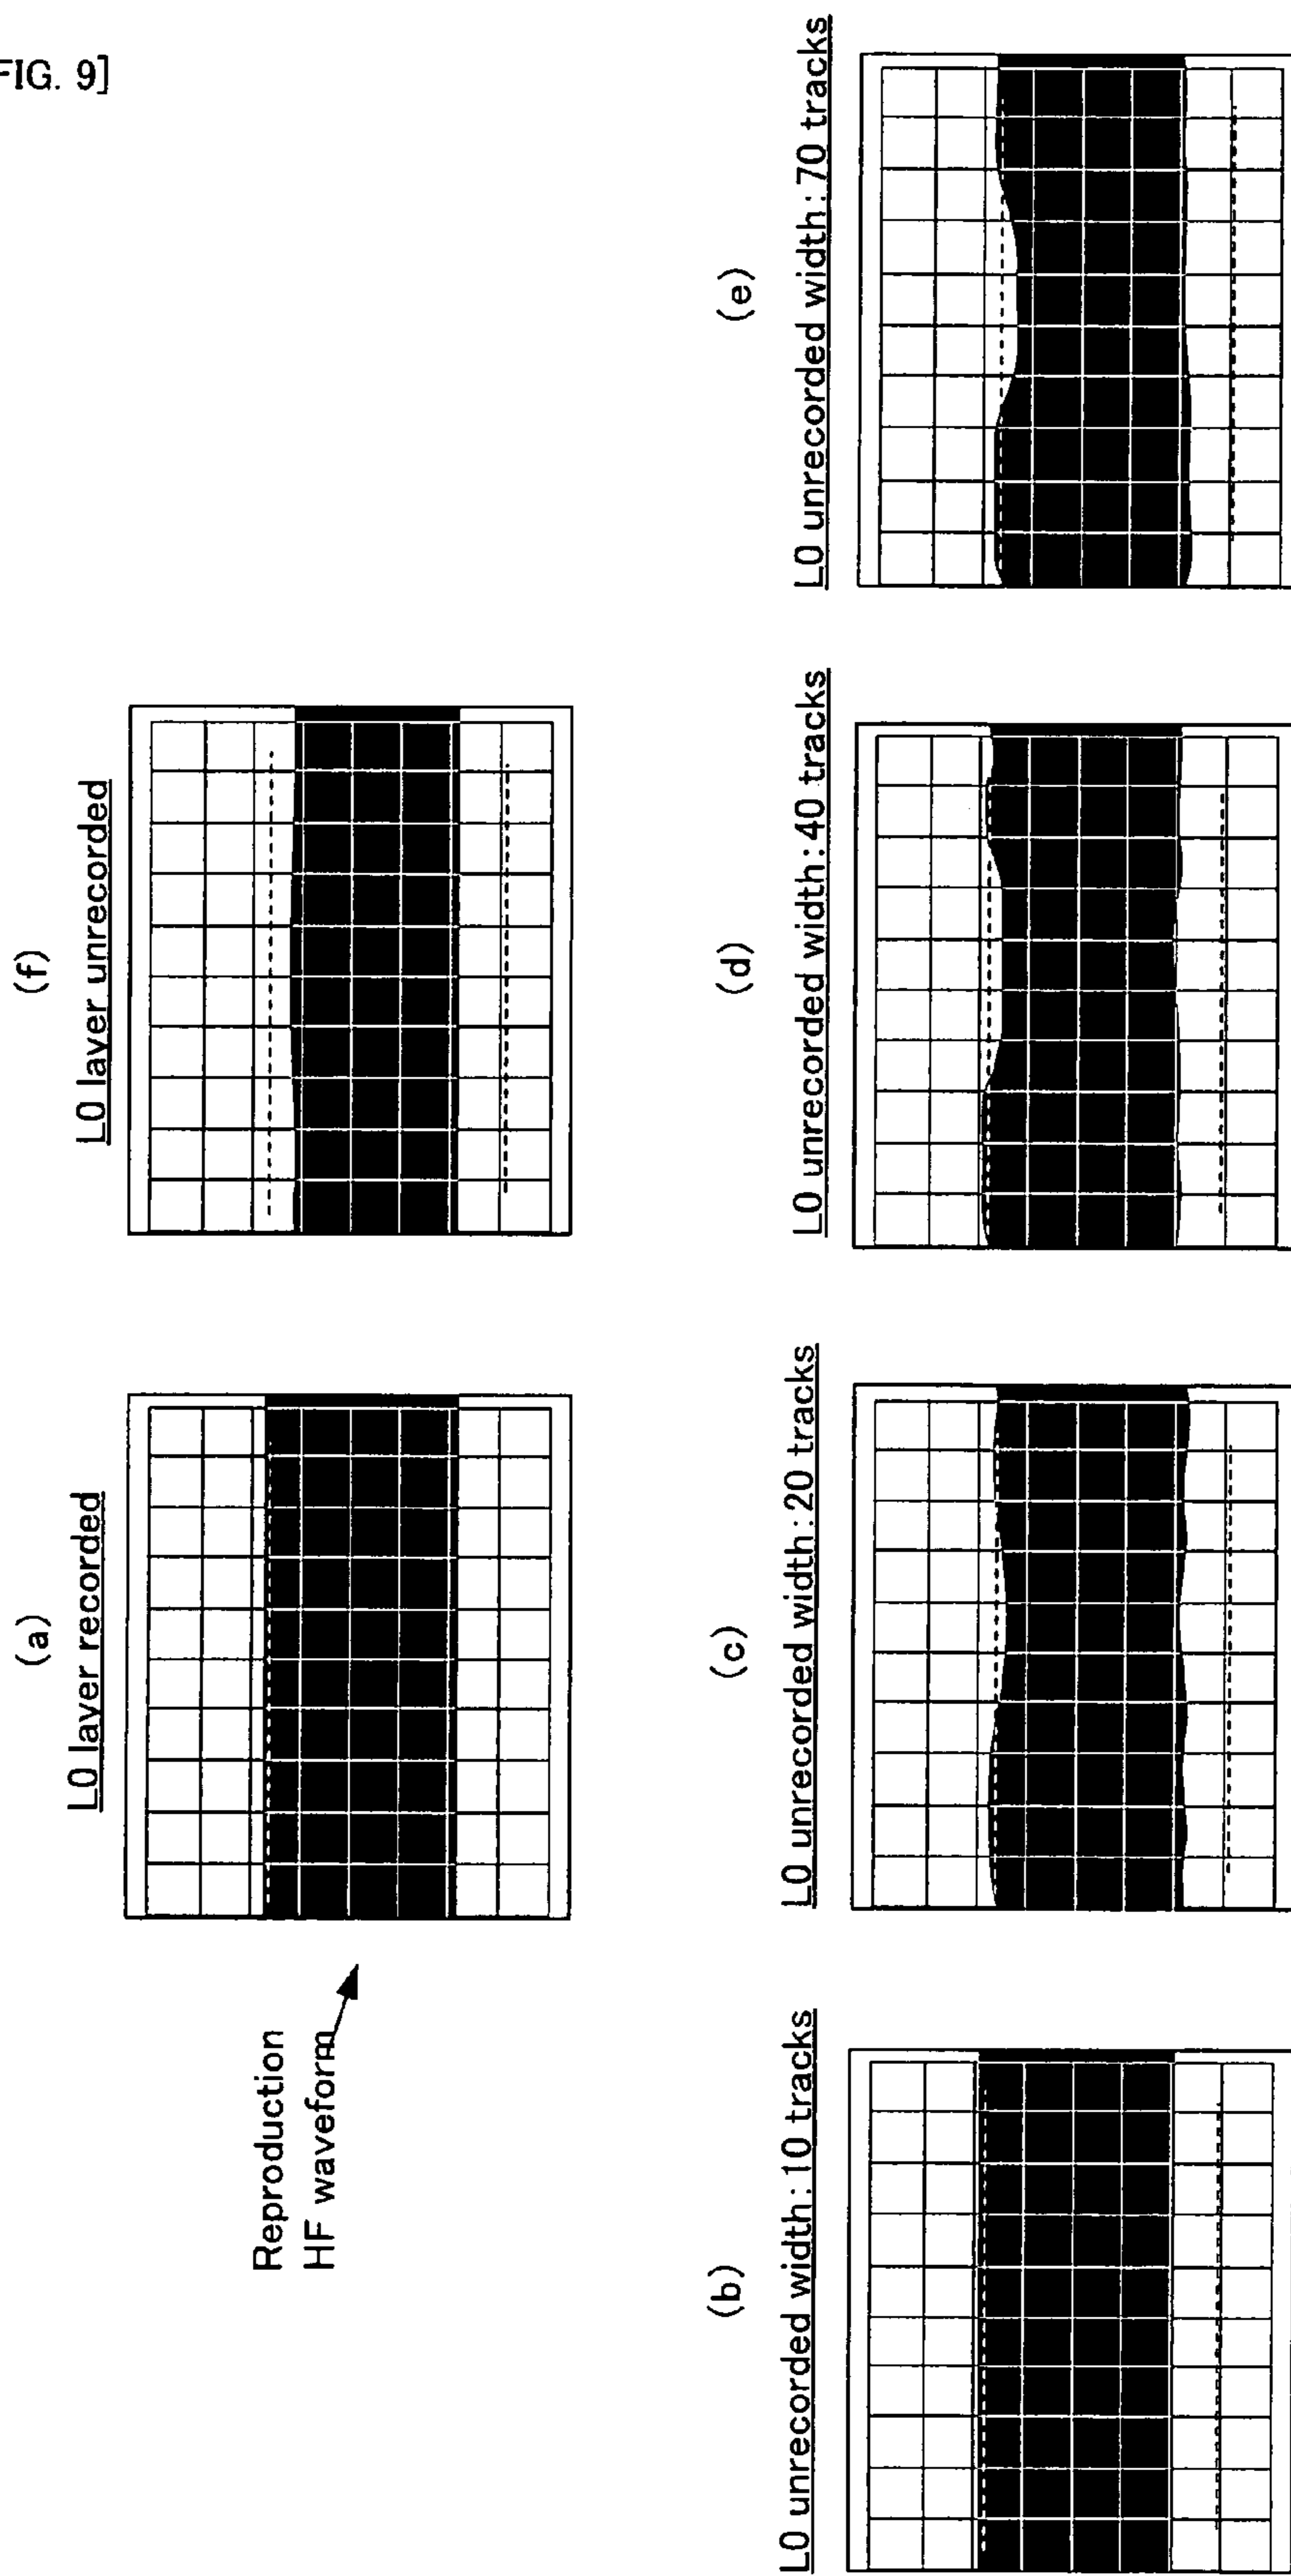 FIG. 9]
(a)
L0 layer recorded
Reproduction
HF waveform
(f)
L0 layer unrecorded
(b)
L0 unrecorded width:10 tracks
(c)
L0 unrecorded width:20 tracks
(d)
L0 unrecorded width:40 tracks
(e)
L0 unrecorded width:70 tracks